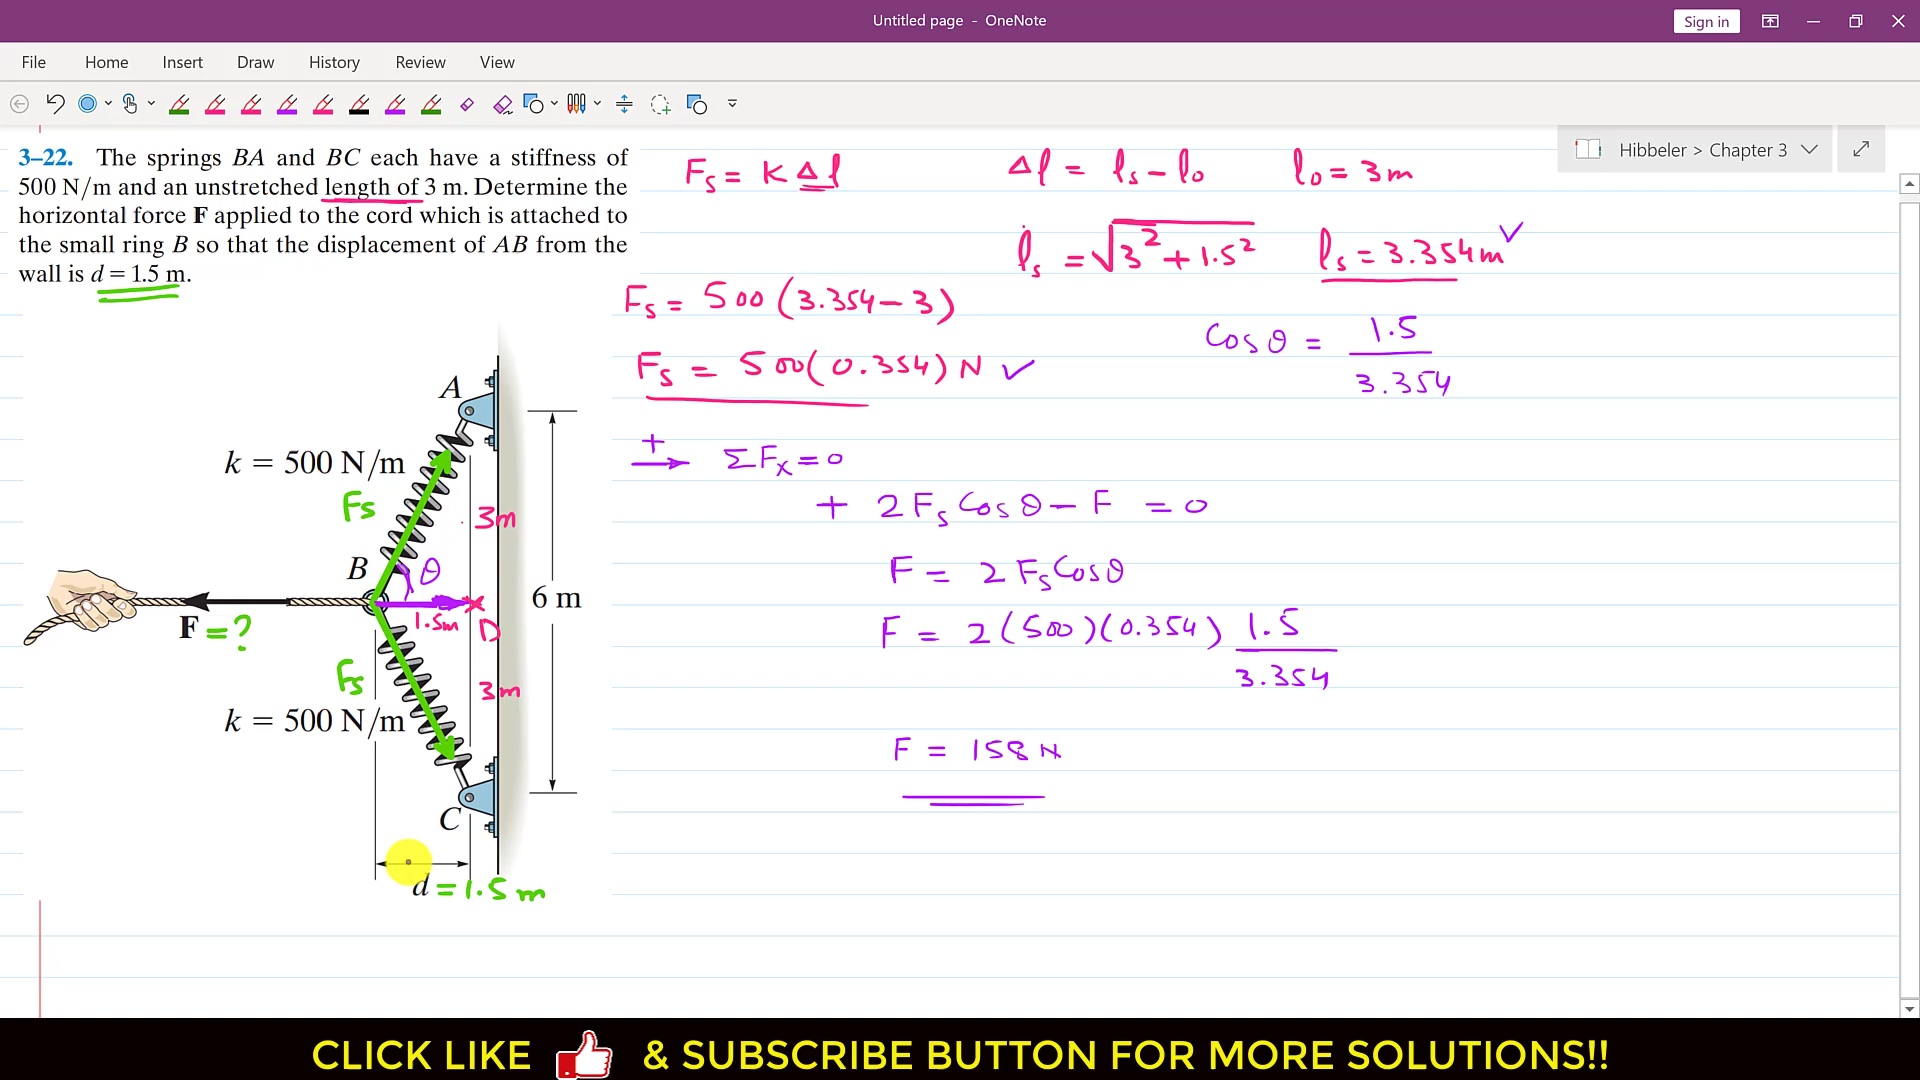 Untitled page - OneNote
Sign in
File Home Insert Draw History Review View
Hibbeler > Chapter 3
3–22. The springs BA and BC each have a stiffness of
500 N/m and an unstretched length of 3 m. Determine the
horizontal force F applied to the cord which is attached to
the small ring B so that the displacement of AB from the
wall is d = 1.5 m.
Fs = K Δl
Δl = ls - lo
lo = 3m
ls = √3² + 1.5²
ls = 3.354m ✓
Fs = 500 (3.354 - 3)
Fs = 500(0.354) N ✓
Cos θ = 1.5
3.354
+ → ΣFx = 0
+ 2Fs Cos θ - F = 0
F = 2 Fs Cos θ
F = 2 (500)(0.354) 1.5
3.354
F = 158 N
A
k = 500 N/m
Fs
3m
B
θ
6 m
1.5m
D
F = ?
Fs
3m
k = 500 N/m
C
d = 1.5 m
CLICK LIKE & SUBSCRIBE BUTTON FOR MORE SOLUTIONS!!